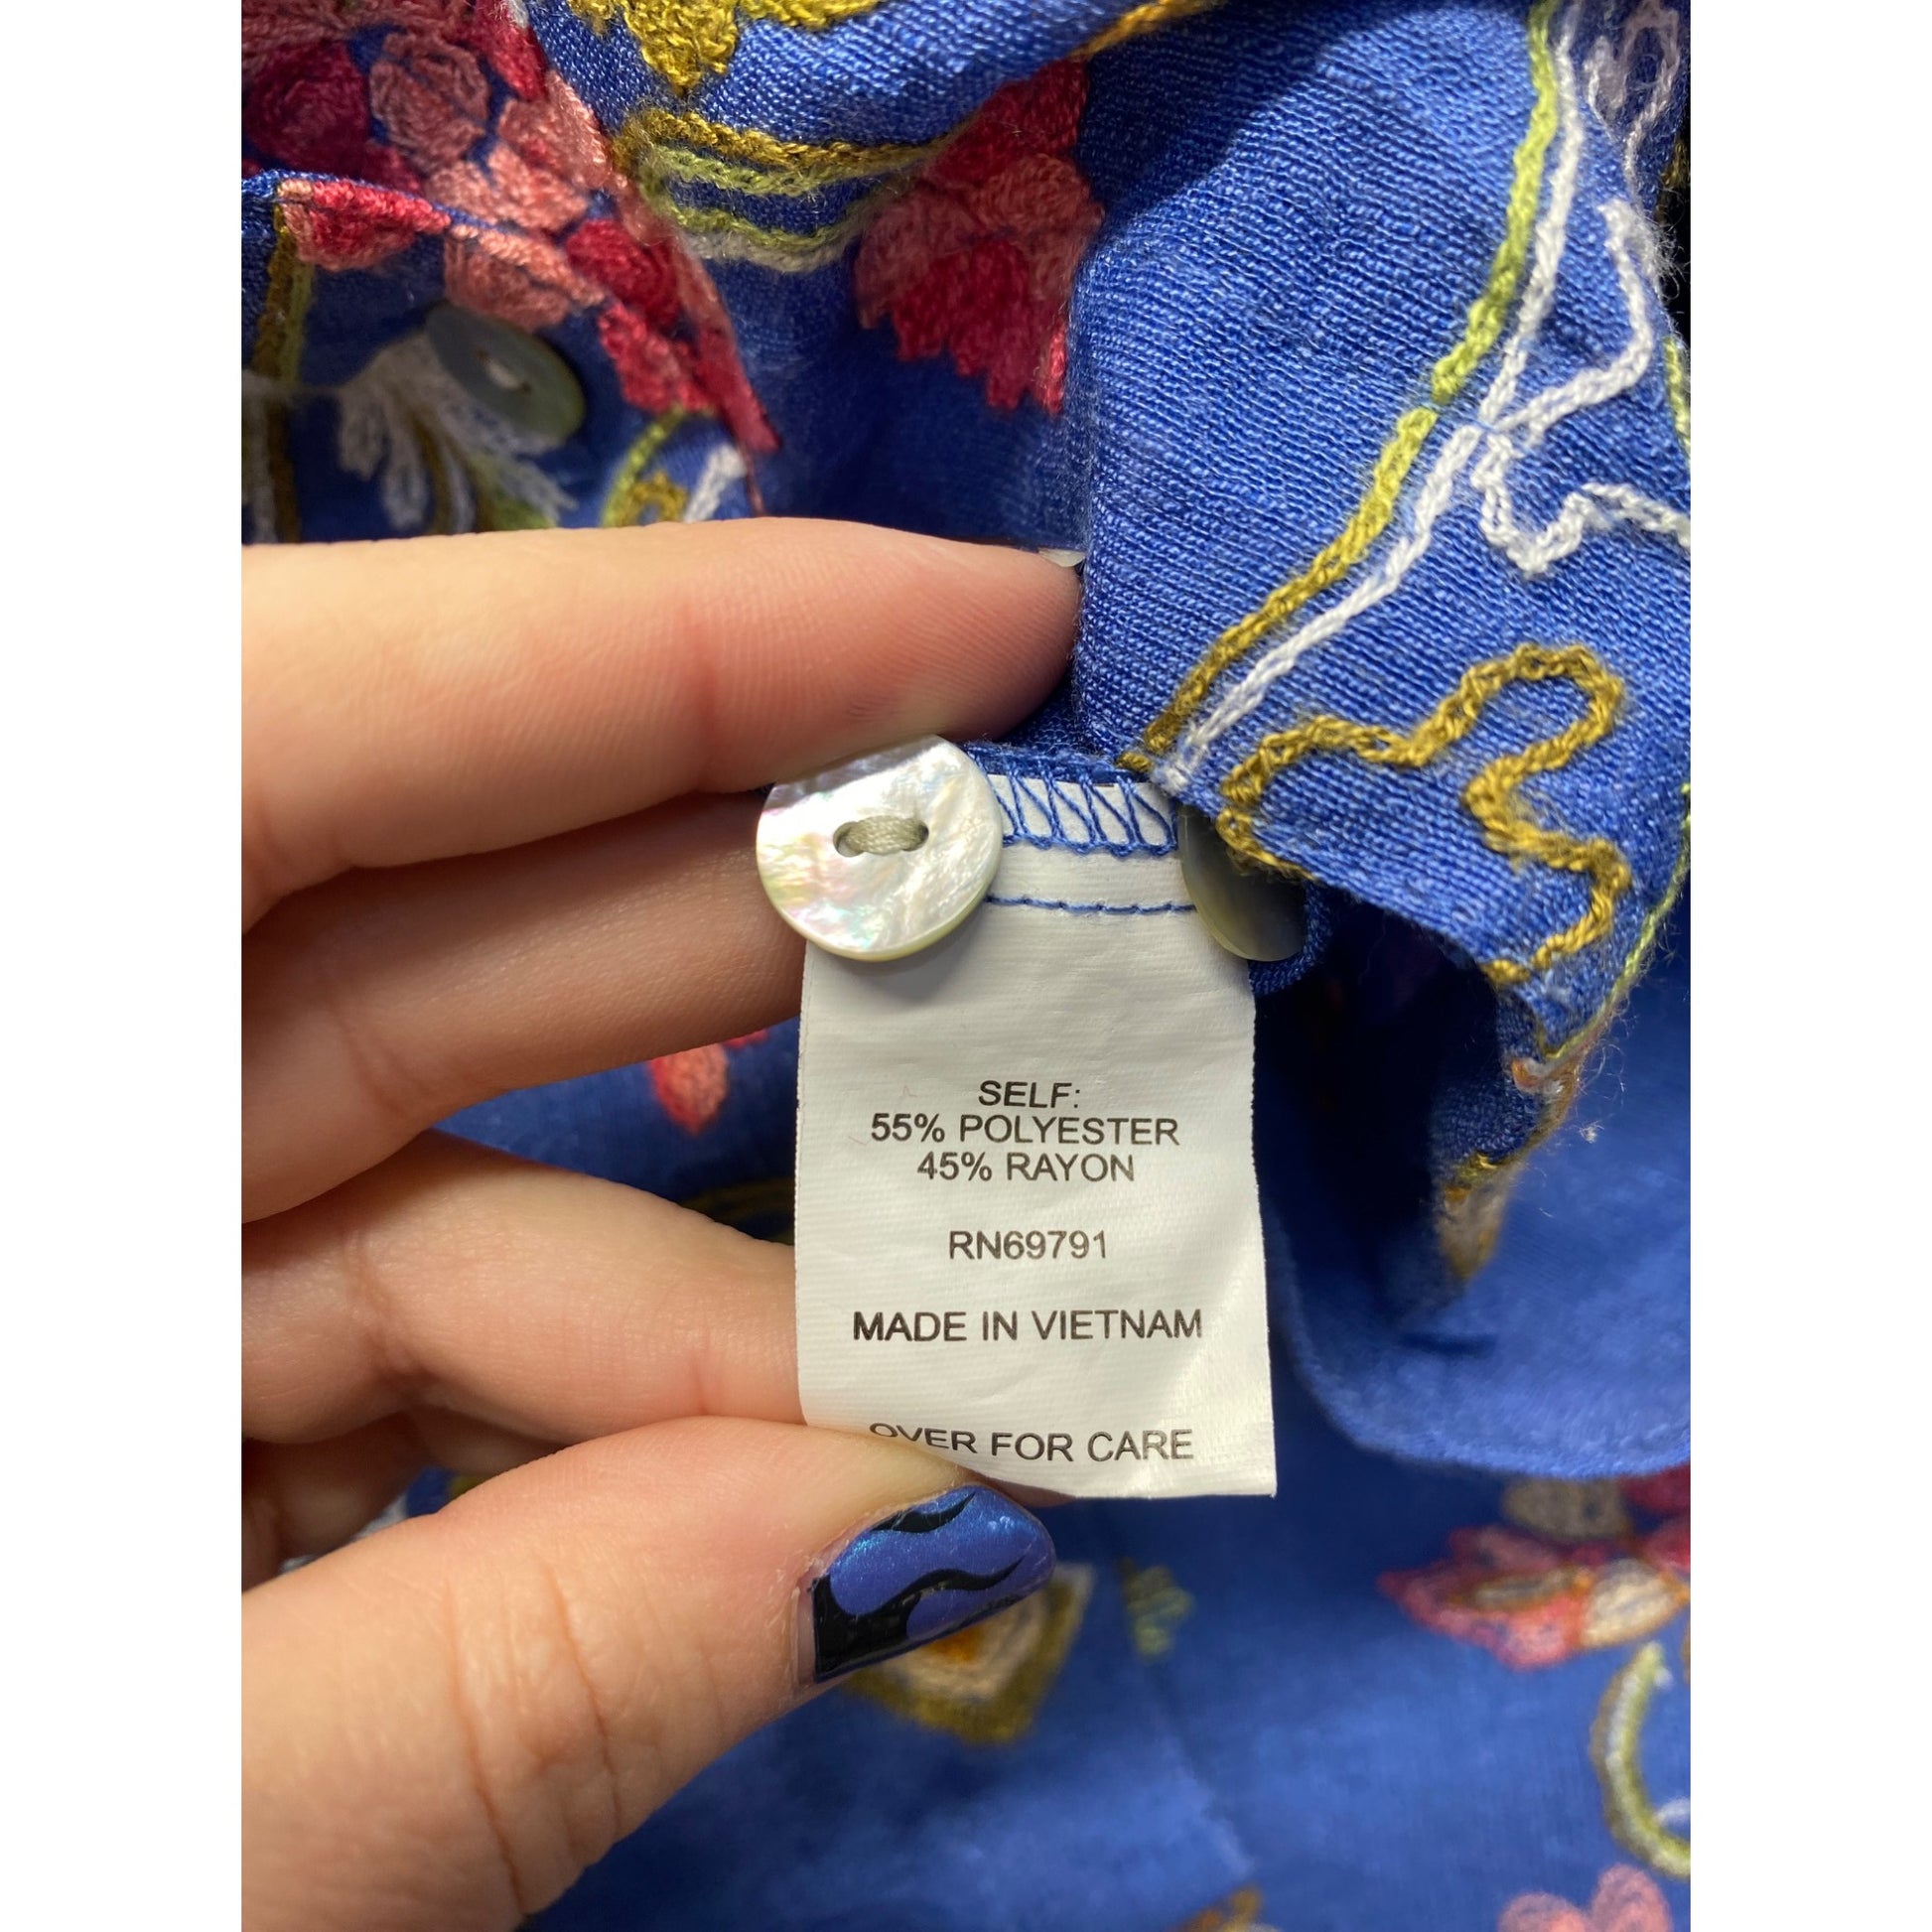 SELF:
55% POLYESTER
45% RAYON
RN69791
MADE IN VIETNAM
OVER FOR CARE